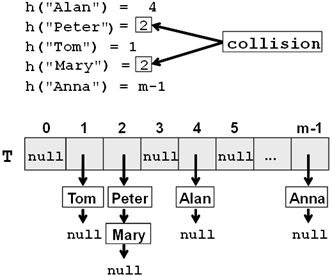 h("Alan") = 4
h("Peter") = 2
collision
h("Tom") = 1
h("Mary") = 2
h("Anna") = m-1
0 1 2 3 4 5 m-1
T null null null ...
Tom Peter Alan Anna
null Mary null null
null